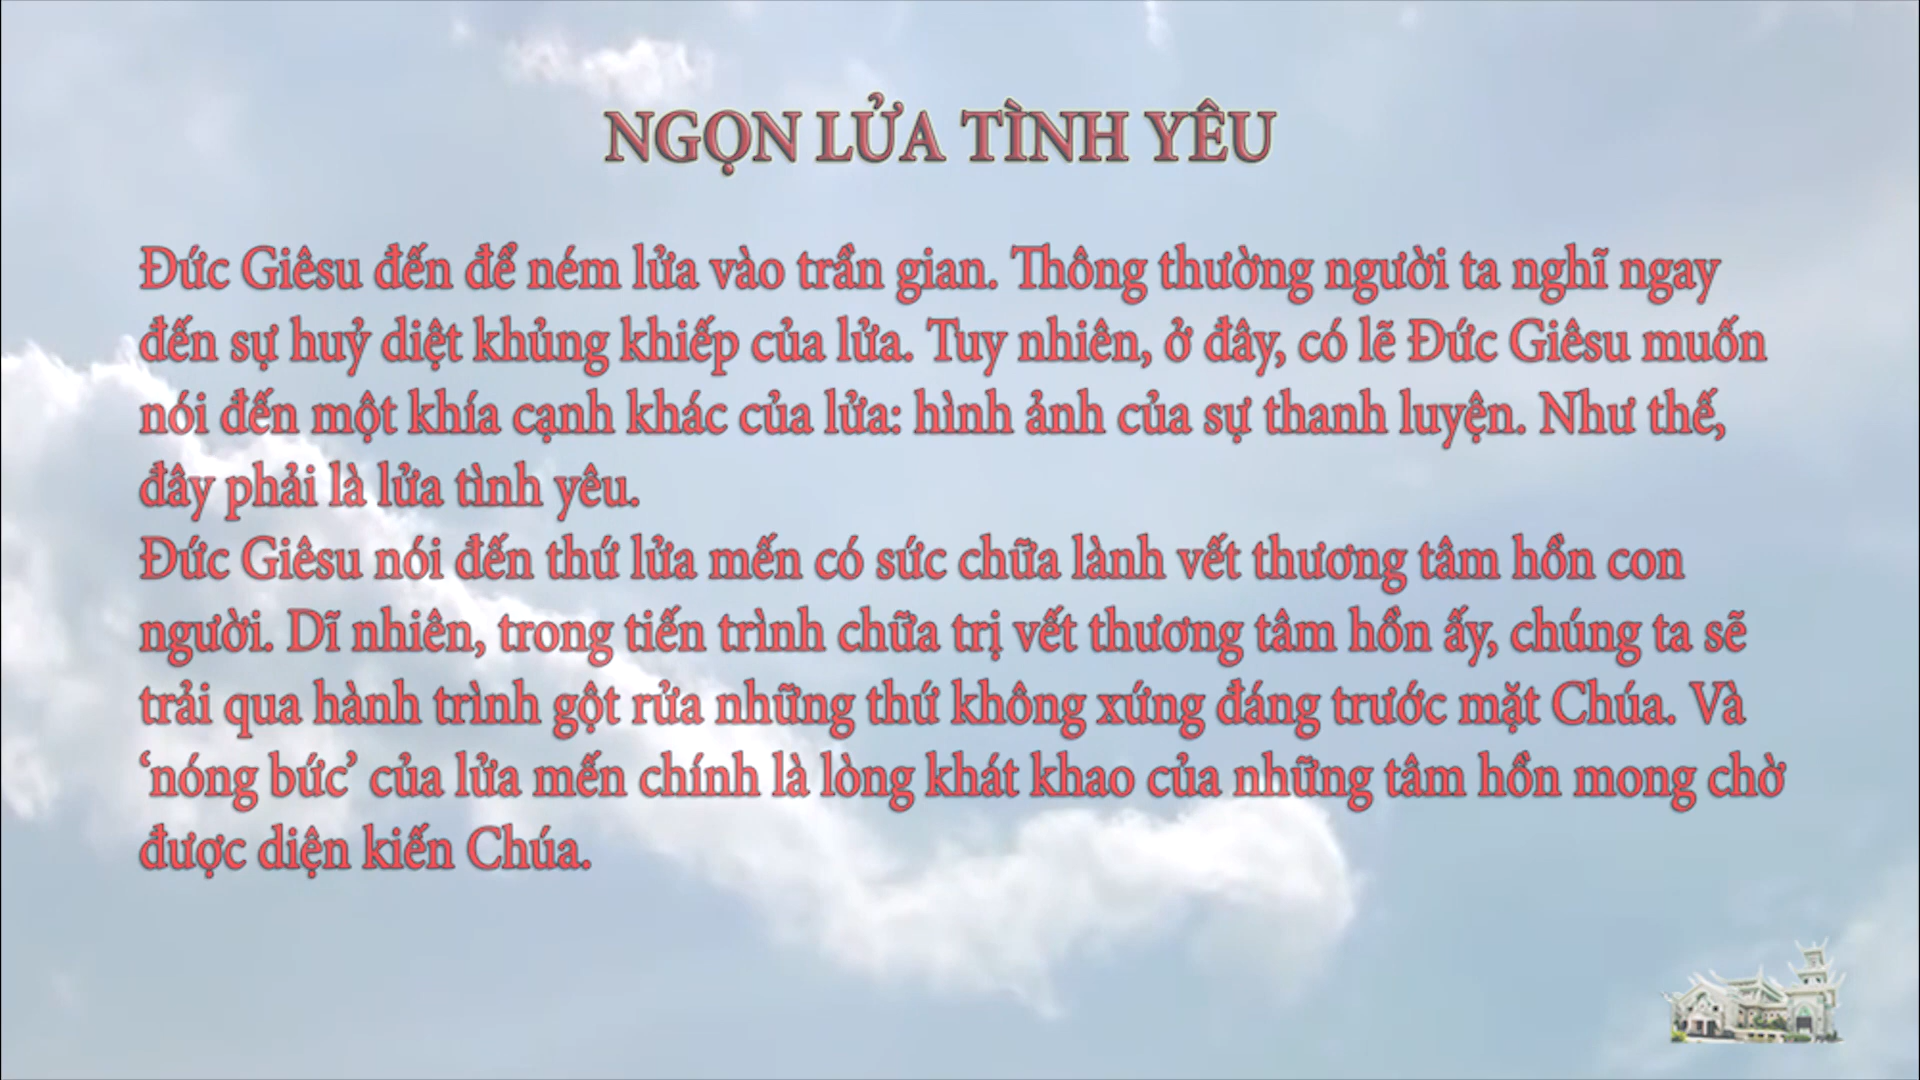 NGỌN LỬA TÌNH YÊU
Đức Giêsu đến để ném lửa vào trần gian. Thông thường người ta nghĩ ngay
đến sự huỷ diệt khủng khiếp của lửa. Tuy nhiên, ở đây, có lẽ Đức Giêsu muốn
nói đến một khía cạnh khác của lửa: hình ảnh của sự thanh luyện. Như thế,
đây phải là lửa tình yêu.
Đức Giêsu nói đến thứ lửa mến có sức chữa lành vết thương tâm hồn con
người. Dĩ nhiên, trong tiến trình chữa trị vết thương tâm hồn ấy, chúng ta sẽ
trải qua hành trình gột rửa những thứ không xứng đáng trước mặt Chúa. Và
‘nóng bức’ của lửa mến chính là lòng khát khao của những tâm hồn mong chờ
được diện kiến Chúa.